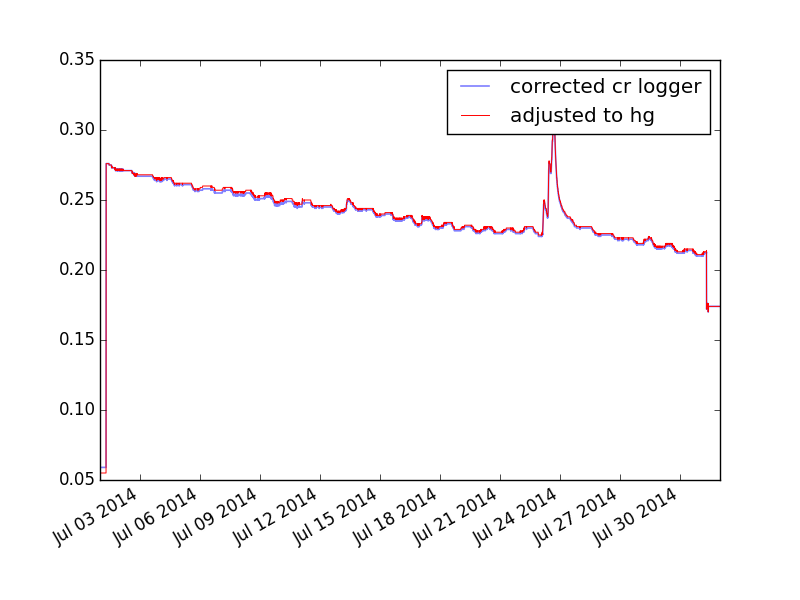 0.35
0.30
0.25
0.20
0.15
0.10
0.05
corrected cr logger
adjusted to hg
Jul 03 2014
Jul 06 2014
Jul 09 2014
Jul 12 2014
Jul 15 2014
Jul 18 2014
Jul 21 2014
Jul 24 2014
Jul 27 2014
Jul 30 2014